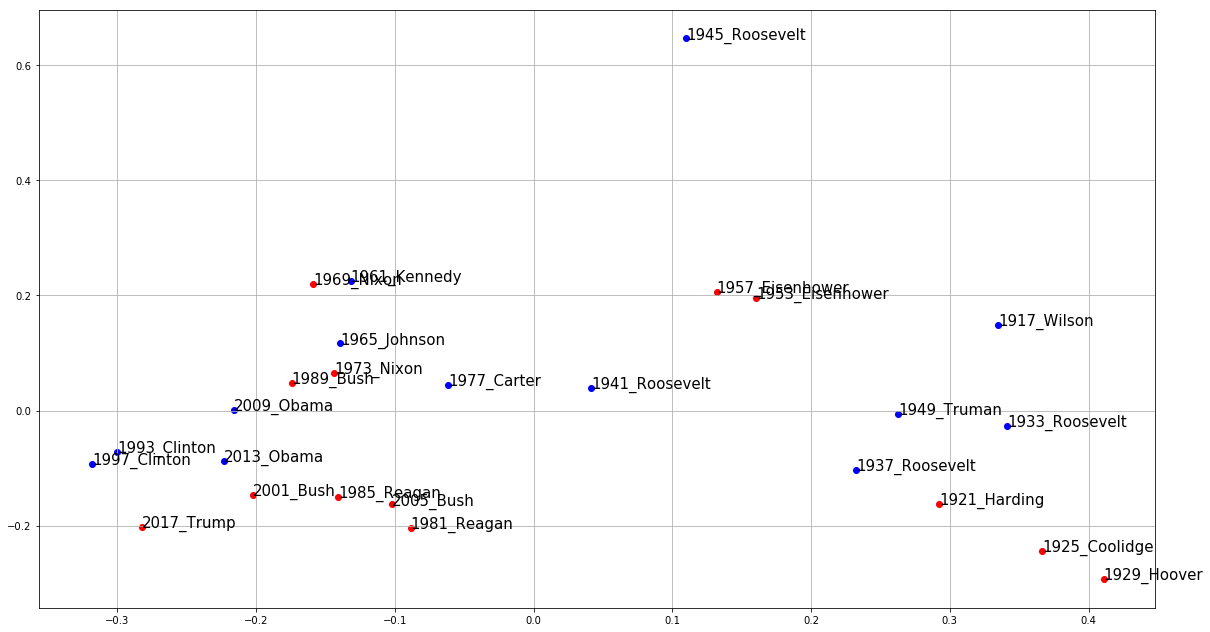 1945_Roosevelt
0.6
0.4
1969_Nixon
1961_Kennedy
1957_Eisenhower
1953_Eisenhower
0.2
1917_Wilson
1965_Johnson
1973_Nixon
1989_Bush
1977_Carter
1941_Roosevelt
2009_Obama
0.0
1949_Truman
1933_Roosevelt
1993_Clinton
1997_Clinton
2013_Obama
1937_Roosevelt
2001_Bush
1985_Reagan
2005_Bush
1921_Harding
2017_Trump
1981_Reagan
−0.2
1925_Coolidge
1929_Hoover
−0.3 −0.2 −0.1 0.0 0.1 0.2 0.3 0.4